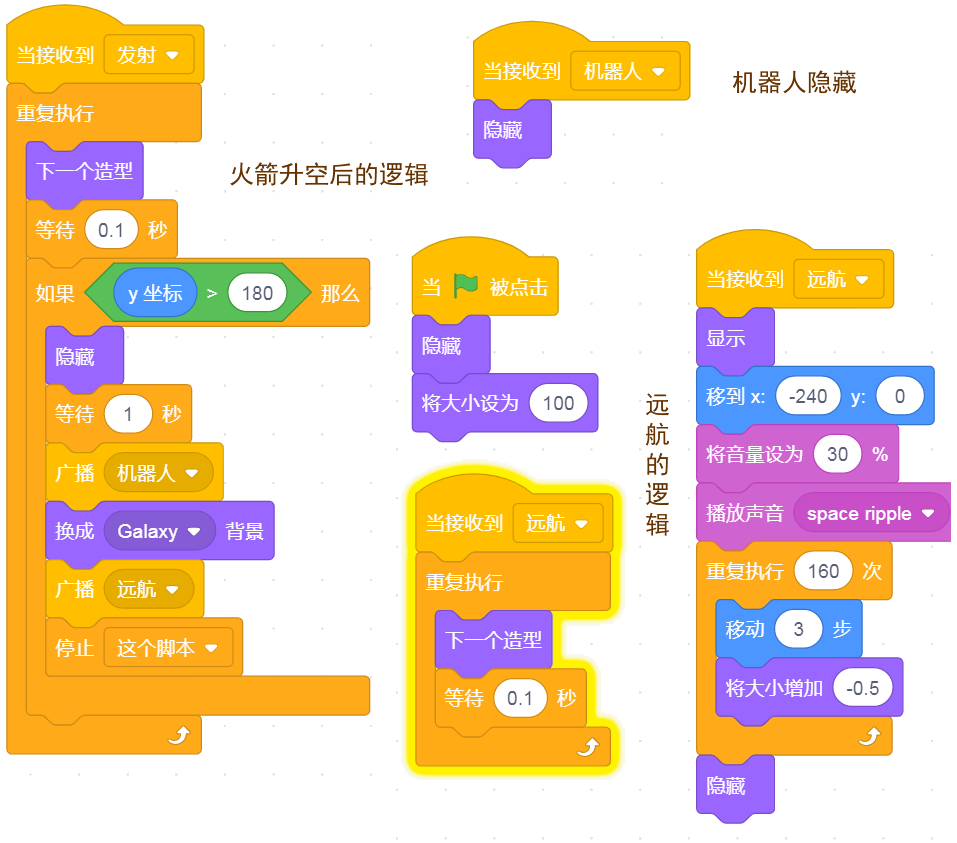 当接收到 发射
重复执行
下一个造型
等待 0.1 秒
如果 y 坐标 > 180 那么
隐藏
等待 1 秒
广播 机器人
换成 Galaxy 背景
广播 远航
停止 这个脚本
火箭升空后的逻辑
当接收到 机器人
隐藏
机器人隐藏
当 被点击
隐藏
将大小设为 100
当接收到 远航
重复执行
下一个造型
等待 0.1 秒
远航的逻辑
当接收到 远航
显示
移到 x: -240 y: 0
将音量设为 30 %
播放声音 space ripple
重复执行 160 次
移动 3 步
将大小增加 -0.5
隐藏